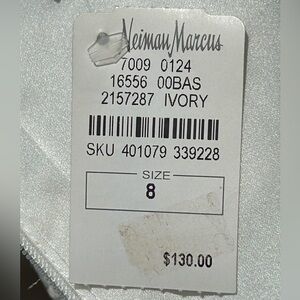 Neiman Marcus
7009 0124
16556 00BAS
2157287 IVORY
SKU 401079 339228
SIZE
8
$130.00